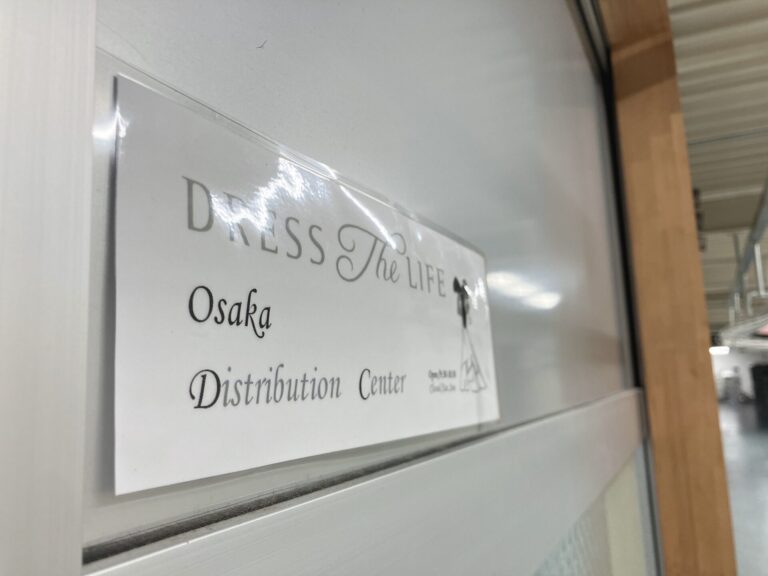 DRESS The LIFE
Osaka
Distribution Center